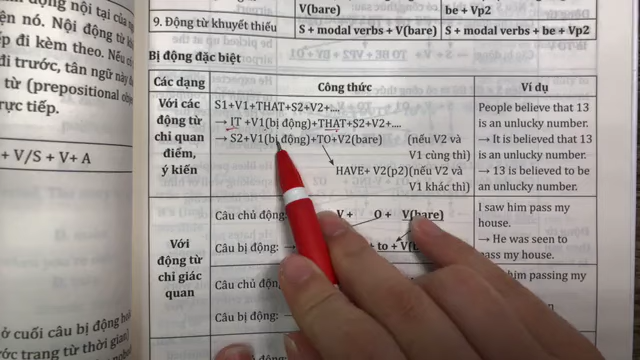 động nội tại của
iện nó. Nội động từ k
ếp đi kèm theo. Nếu
đi trước, tân ngữ này
từ (prepositional
rực tiếp.
+ V/S + V+ A
ở cuối câu bị động
ước trạng từ thời gian)
V(bare)
be + Vp2
9. Động từ khuyết thiếu
S + modal verbs + V(bare)
S + modal verbs + be + Vp2
Bị động đặc biệt
Các dạng
Công thức
Ví dụ
Với các
động từ
chỉ quan
điểm,
ý kiến
S1+V1+THAT+S2+V2+....
→ IT +V1(bị động)+THAT+S2+V2+....
→ S2+V1(bị động)+TO+V2(bare) (nếu V2 và
V1 cùng thì)
HAVE+ V2(p2)(nếu V2 và
V1 khác thì)
People believe that 13
is an unlucky number.
→ It is believed that 13
is an unlucky number.
→ 13 is believed to be
an unlucky number.
Với
động từ
chỉ giác
quan
Câu chủ động: V + O + V(bare)
Câu bị động: + to +
I saw him pass my
house.
→ He was seen to
pass my house.
Câu chủ động
him passing my
Câu bị động: